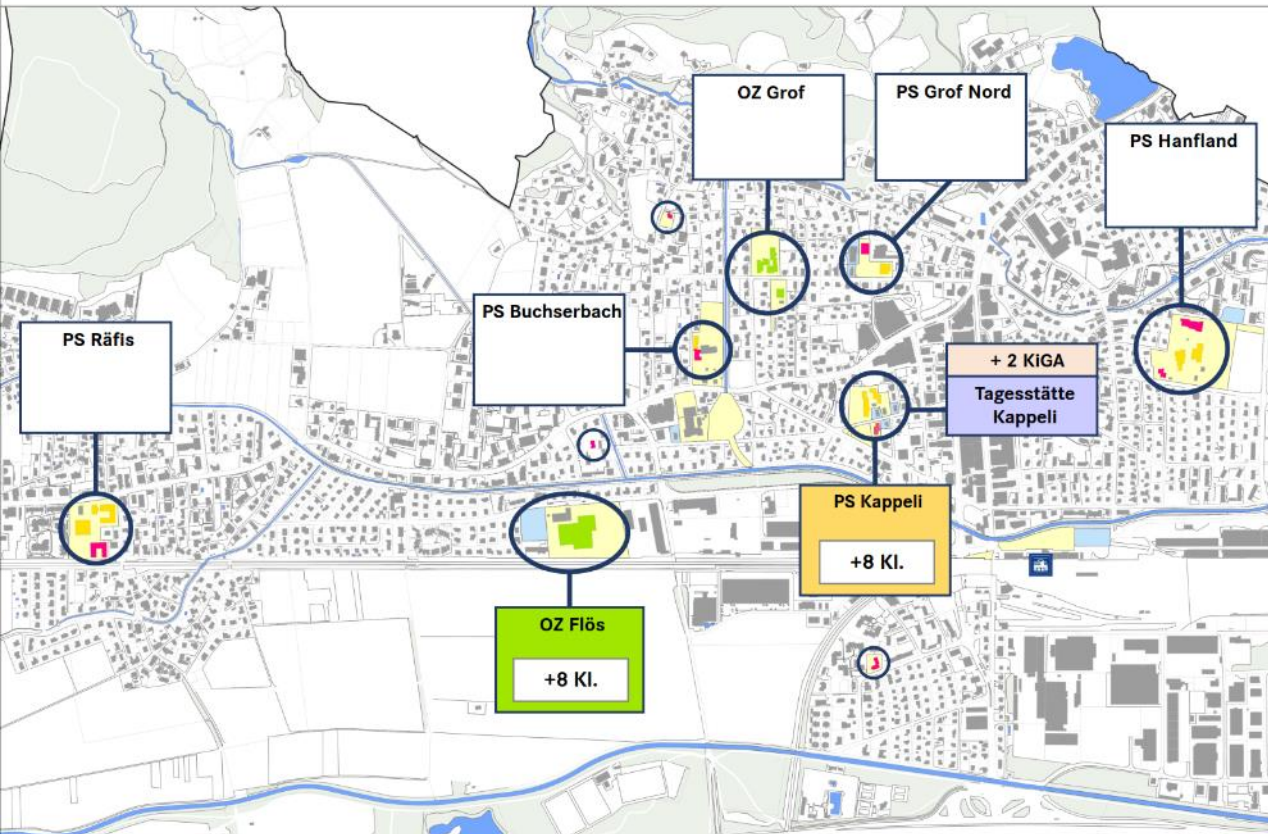 OZ Grof
PS Grof Nord
PS Hanfland
PS Buchserbach
PS Räfis
+ 2 KiGA
Tagesstätte
Kappeli
PS Kappeli
+8 Kl.
OZ Flös
+8 Kl.